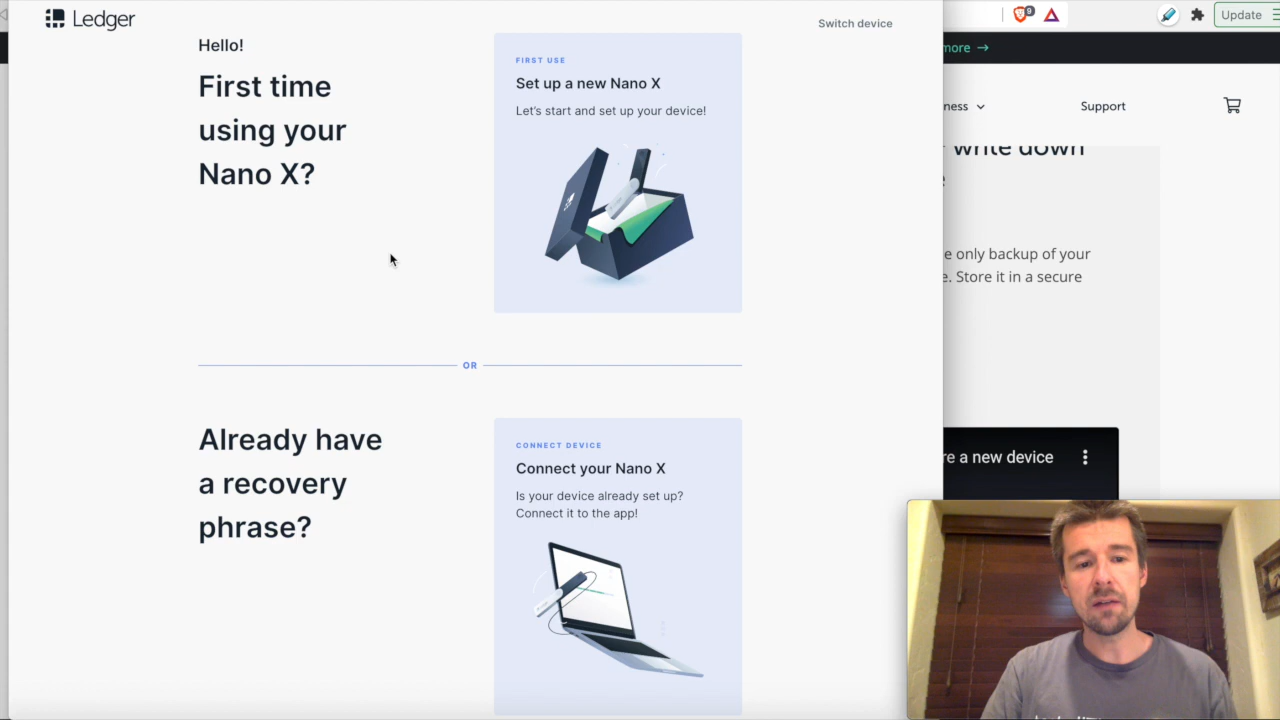 Ledger
Switch device
Hello!
First time
using your
Nano X?
FIRST USE
Set up a new Nano X
Let's start and set up your device!
OR
Already have
a recovery
phrase?
CONNECT DEVICE
Connect your Nano X
Is your device already set up?
Connect it to the app!
9
Update
more →
ness
Support
write down
e only backup of your
e. Store it in a secure
re a new device